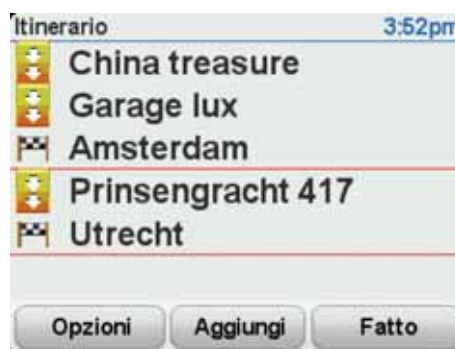 Itinerario 3:52pm
China treasure
Garage lux
Amsterdam
Prinsengracht 417
Utrecht
Opzioni Aggiungi Fatto